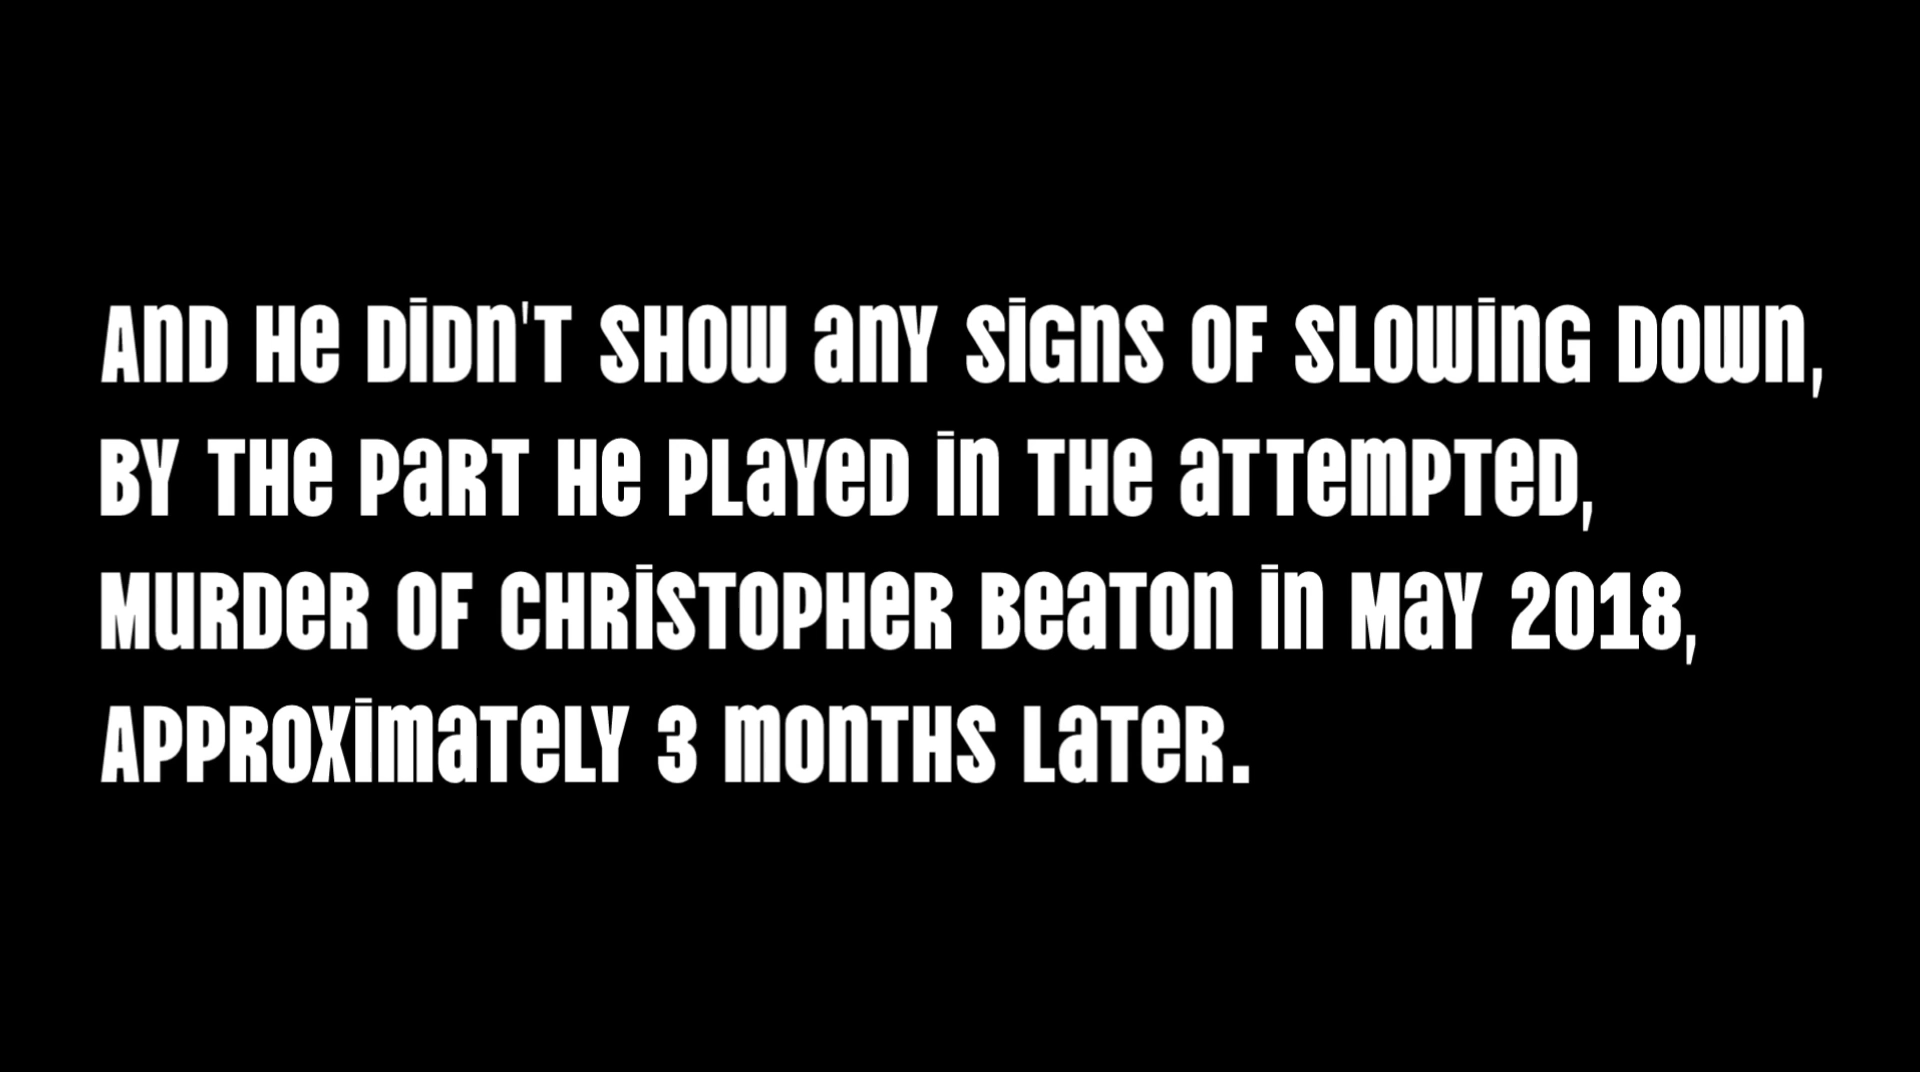 And he didn't show any signs of slowing down,
by the part he played in the attempted,
murder of Christopher Beaton in May 2018,
Approximately 3 months later.